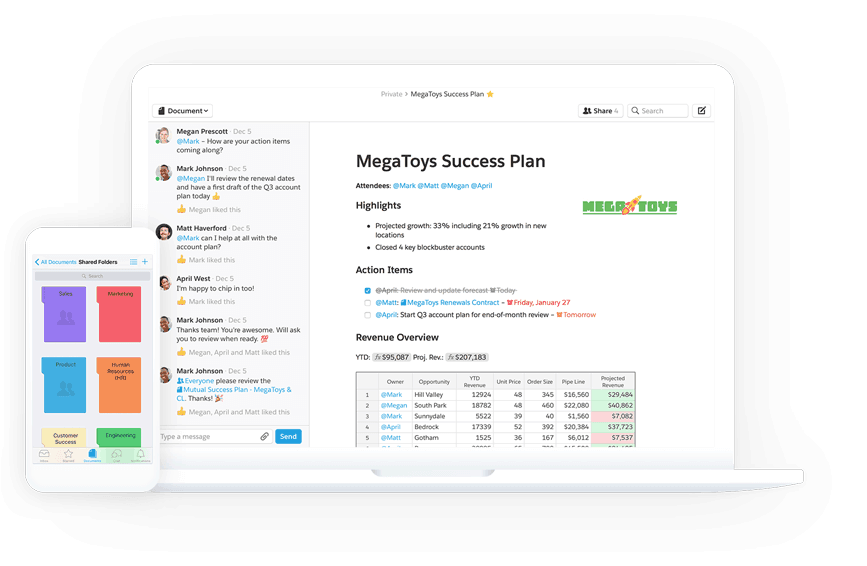 Private > MegaToys Success Plan
Document
Share 4
Search
Megan Prescott · Dec 5
@Mark – How are your action items
coming along?
Mark Johnson · Dec 5
@Megan I'll review the renewal dates
and have a first draft of the Q3 account
plan today 👍
Megan liked this
Matt Haverford · Dec 5
@Mark can I help at all with the
account plan?
Mark liked this
April West · Dec 5
I'm happy to chip in too!
Mark liked this
Mark Johnson · Dec 5
Thanks team! You're awesome. Will ask
you to review when ready. 💯
Megan, April and Matt liked this
Mark Johnson · Dec 5
Everyone please review the
Mutual Success Plan - MegaToys &
CL. Thanks! 🎉
Megan, April and Matt liked this
Type a message
Send
MegaToys Success Plan
Attendees: @Mark @Matt @Megan @April
MEGA TOYS
Highlights
• Projected growth: 33% including 21% growth in new
locations
• Closed 4 key blockbuster accounts
Action Items
@April: Review and update forecast Today
@Matt: MegaToys Renewals Contract – Friday, January 27
@April: Start Q3 account plan for end-of-month review – Tomorrow
Revenue Overview
YTD: fx $95,087 Proj. Rev.: fx $207,183
Owner Opportunity YTD Revenue Unit Price Order Size Pipe Line Projected Revenue
1 @Mark Hill Valley 12924 48 345 $16,560 $29,484
2 @Megan South Park 18782 48 460 $22,080 $40,862
3 @Mark Sunnydale 5522 39 40 $1,560 $7,082
4 @April Bedrock 17339 52 392 $20,384 $37,723
5 @Matt Gotham 1525 36 167 $6,012 $7,537
All Documents Shared Folders
Search
Sales
Marketing
Product
Human
Resources
(HR)
Customer
Success
Engineering